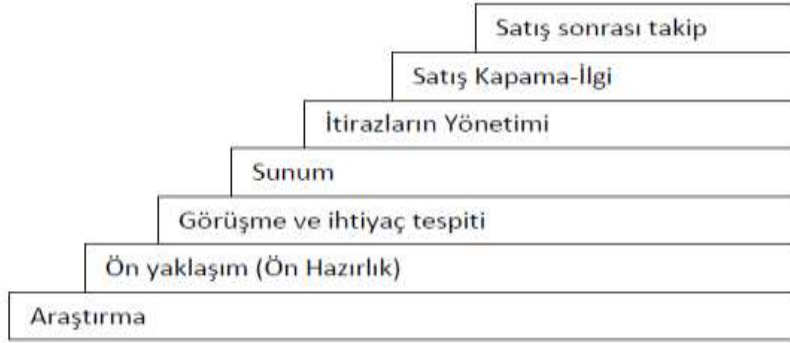 Satış sonrası takip
Satış Kapama-İlgi
İtirazların Yönetimi
Sunum
Görüşme ve ihtiyaç tespiti
Ön yaklaşım (Ön Hazırlık)
Araştırma